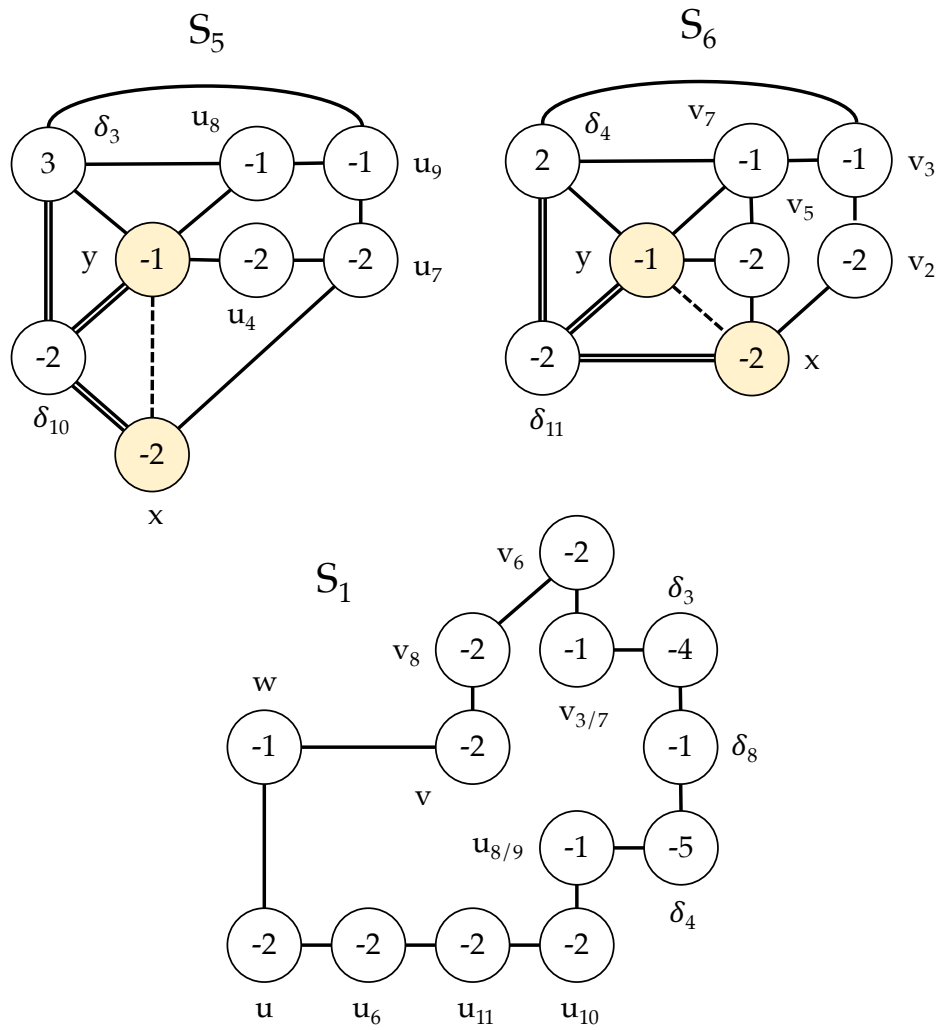 S₅ S₆
δ₃ u₈ δ₄ v₇
3 -1 -1 u₉ 2 -1 -1 v₃
v₅
y -1 -2 -2 u₇ y -1 -2 -2 v₂
u₄
-2 -2 -2 x
δ₁₀ δ₁₁
-2
x
v₆ -2
S₁ δ₃
v₈ -2 -1 -4
w v₃/₇
-1 -2 -1 δ₈
v
u₈/₉ -1 -5
δ₄
-2 -2 -2 -2
u u₆ u₁₁ u₁₀